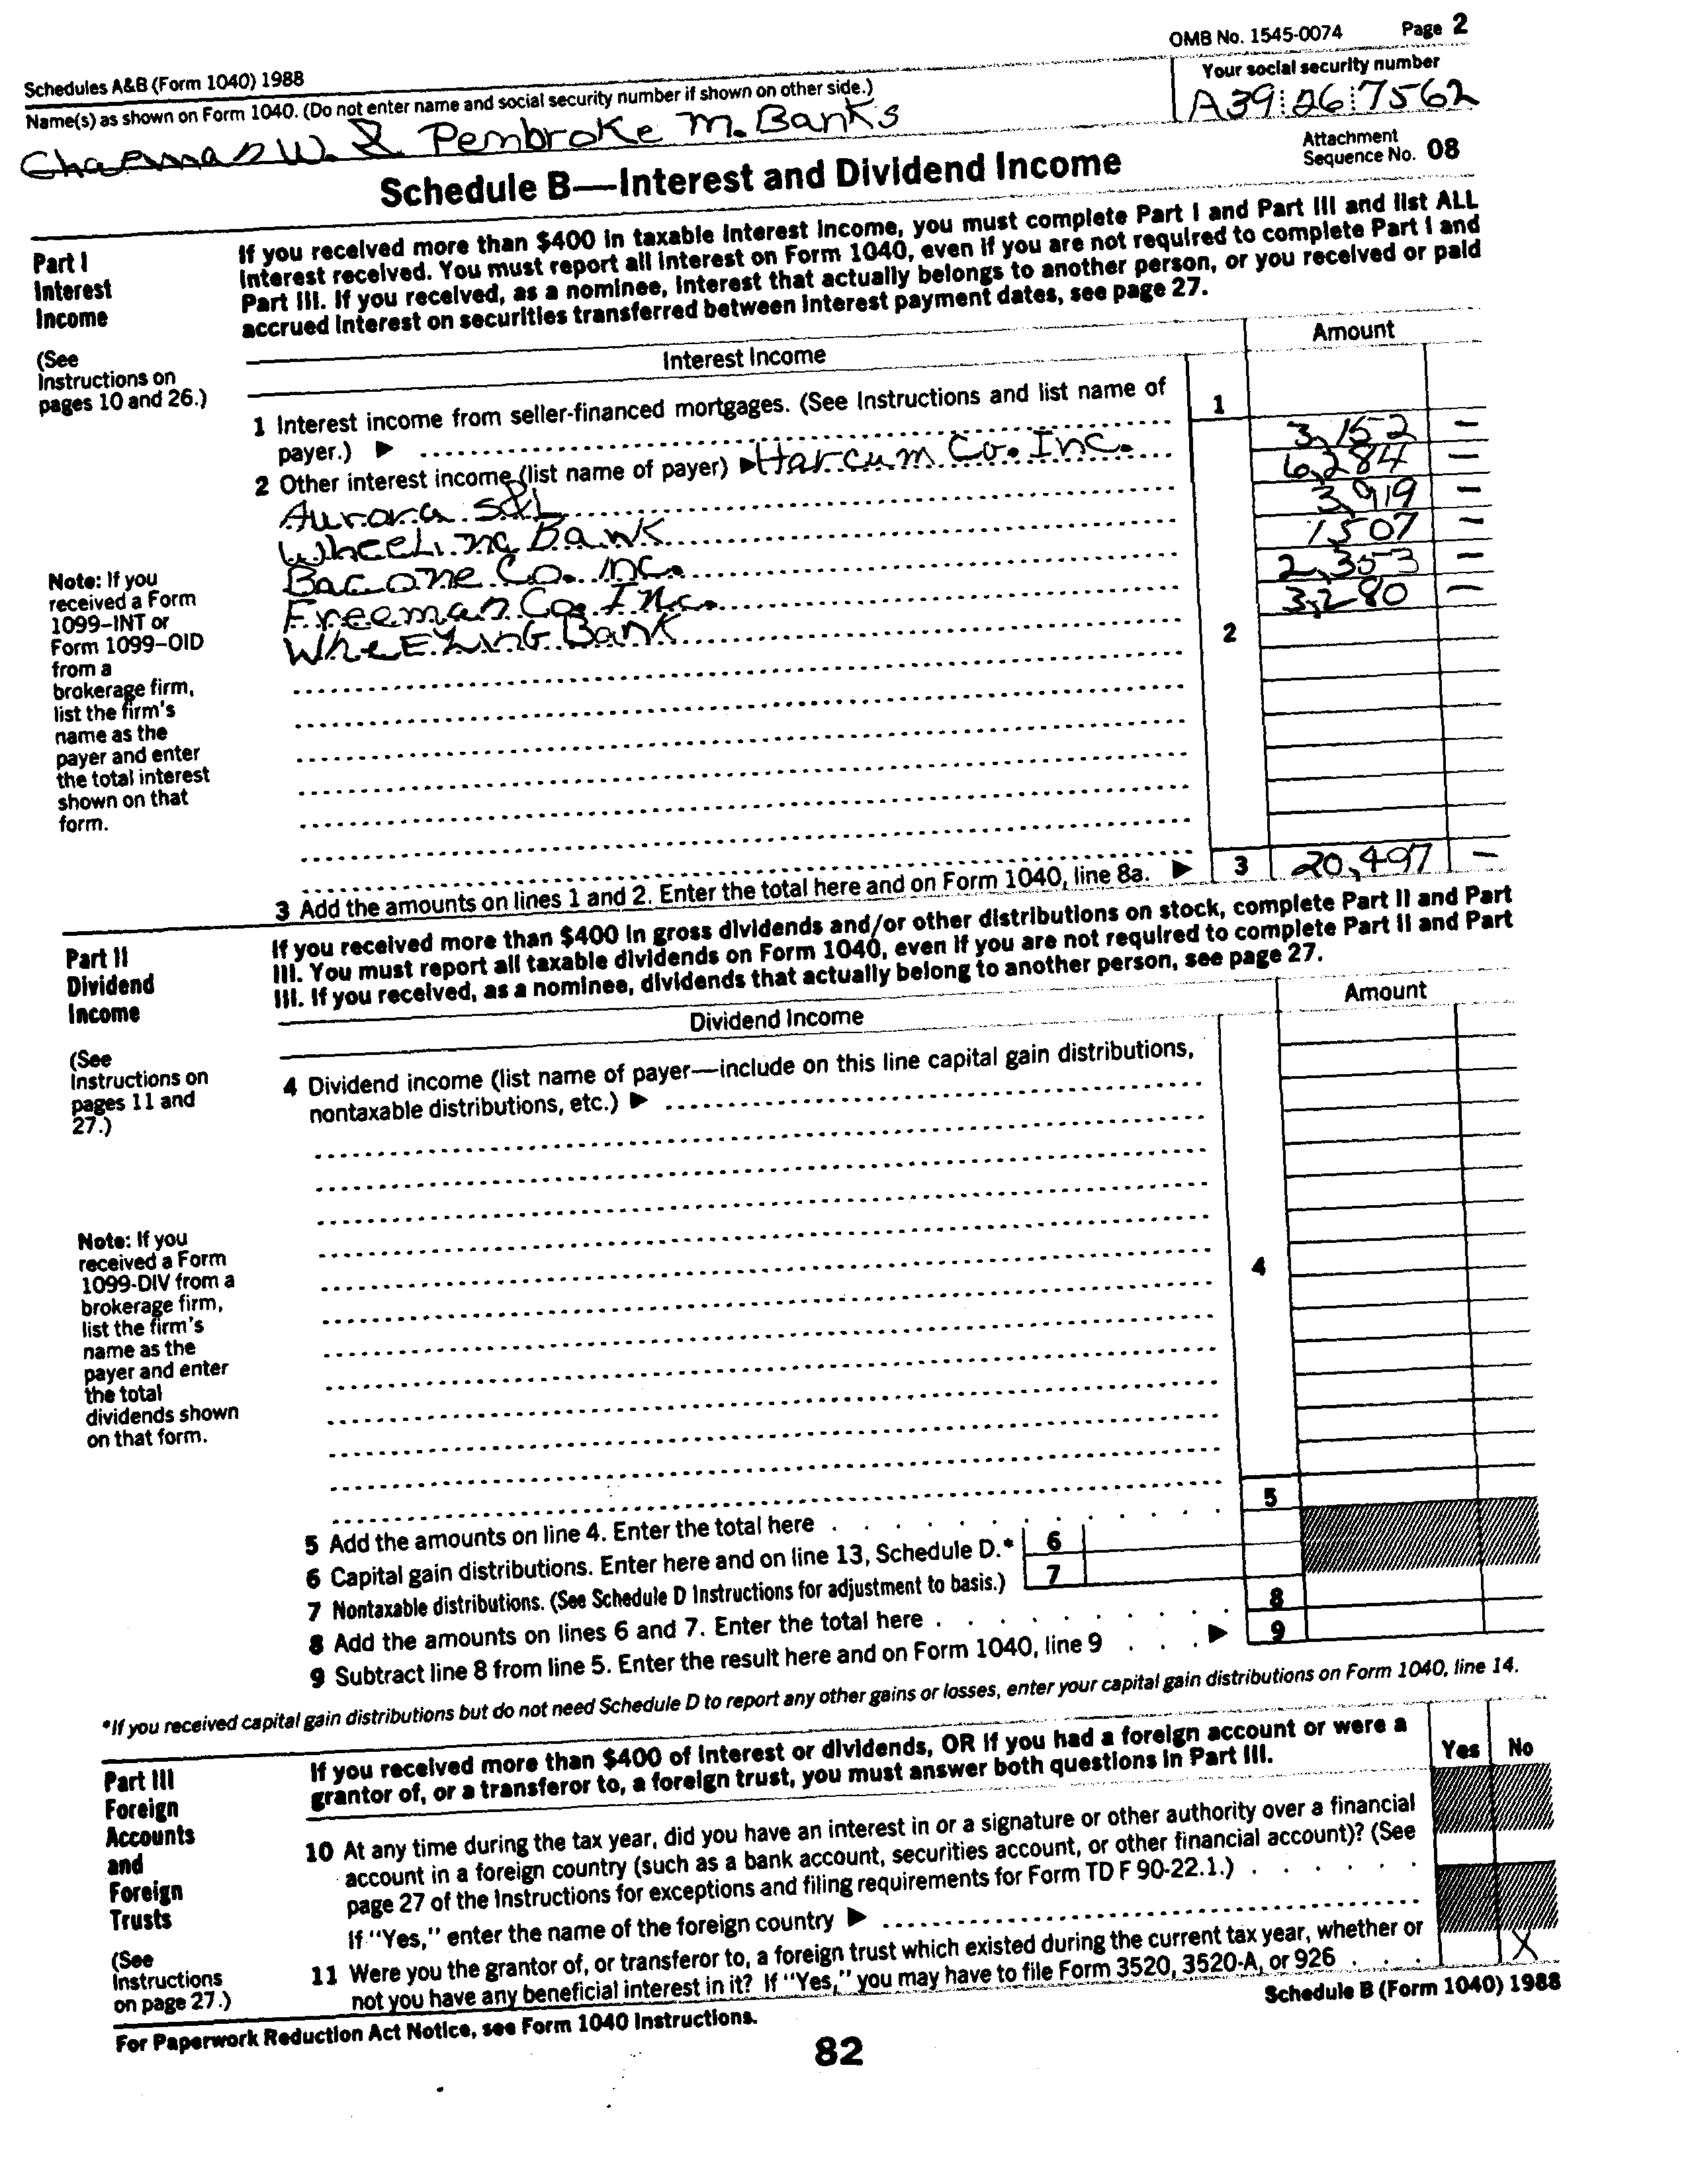 OMB No. 1545-0074 Page 2
Schedules A&B (Form 1040) 1988
Name(s) as shown on Form 1040. (Do not enter name and social security number if shown on other side.)
Your social security number
W. & Pembroke M. Banks
A39:26:7562
Attachment
Sequence No. 08
Schedule B—Interest and Dividend Income
Part I
Interest
Income
(See
Instructions on
pages 10 and 26.)
If you received more than $400 in taxable interest income, you must complete Part I and Part III and list ALL
interest received. You must report all interest on Form 1040, even if you are not required to complete Part I and
Part III. If you received, as a nominee, interest that actually belongs to another person, or you received or paid
accrued interest on securities transferred between interest payment dates, see page 27.
Interest Income
Amount
1 Interest income from seller-financed mortgages. (See Instructions and list name of
payer.) ▶
1
2 Other interest income (list name of payer) ▶ Harcum Co. Inc. 3,152 —
Aurora S&L 6,284 —
Wheeling Bank 3,919 —
Bacone Co. Inc. 1,507 —
Freeman Co. Inc. 2,353 —
WheELING Bank 3,280 —
2
Note: If you
received a Form
1099-INT or
Form 1099-OID
from a
brokerage firm,
list the firm's
name as the
payer and enter
the total interest
shown on that
form.
3 Add the amounts on lines 1 and 2. Enter the total here and on Form 1040, line 8a. ▶ 3 20,497 —
Part II
Dividend
Income
(See
Instructions on
pages 11 and
27.)
If you received more than $400 in gross dividends and/or other distributions on stock, complete Part II and Part
III. You must report all taxable dividends on Form 1040, even if you are not required to complete Part II and Part
III. If you received, as a nominee, dividends that actually belong to another person, see page 27.
Dividend Income
Amount
4 Dividend income (list name of payer—include on this line capital gain distributions,
nontaxable distributions, etc.) ▶
4
Note: If you
received a Form
1099-DIV from a
brokerage firm,
list the firm's
name as the
payer and enter
the total
dividends shown
on that form.
5 Add the amounts on line 4. Enter the total here . . . 5
6 Capital gain distributions. Enter here and on line 13, Schedule D.* 6
7 Nontaxable distributions. (See Schedule D Instructions for adjustment to basis.) 7
8 Add the amounts on lines 6 and 7. Enter the total here . . . 8
9 Subtract line 8 from line 5. Enter the result here and on Form 1040, line 9 . . . ▶ 9
*If you received capital gain distributions but do not need Schedule D to report any other gains or losses, enter your capital gain distributions on Form 1040, line 14.
Part III
Foreign
Accounts
and
Foreign
Trusts
(See
Instructions
on page 27.)
If you received more than $400 of interest or dividends, OR if you had a foreign account or were a
grantor of, or a transferor to, a foreign trust, you must answer both questions in Part III.
Yes No
10 At any time during the tax year, did you have an interest in or a signature or other authority over a financial
account in a foreign country (such as a bank account, securities account, or other financial account)? (See
page 27 of the Instructions for exceptions and filing requirements for Form TD F 90-22.1.) . . .
If "Yes," enter the name of the foreign country ▶
11 Were you the grantor of, or transferor to, a foreign trust which existed during the current tax year, whether or
not you have any beneficial interest in it? If "Yes," you may have to file Form 3520, 3520-A, or 926 . . . X
For Paperwork Reduction Act Notice, see Form 1040 Instructions.
Schedule B (Form 1040) 1988
82